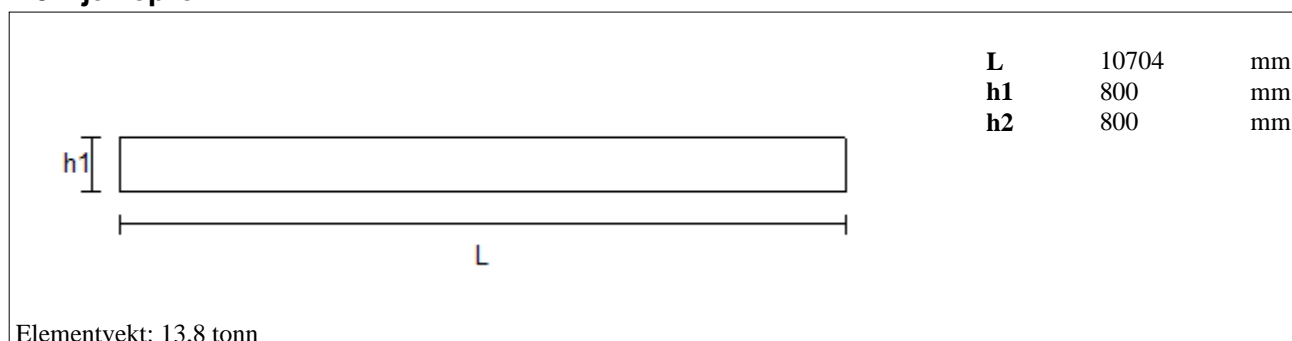 L 10704 mm
h1 800 mm
h2 800 mm
h1
L
Elementvekt: 13.8 tonn